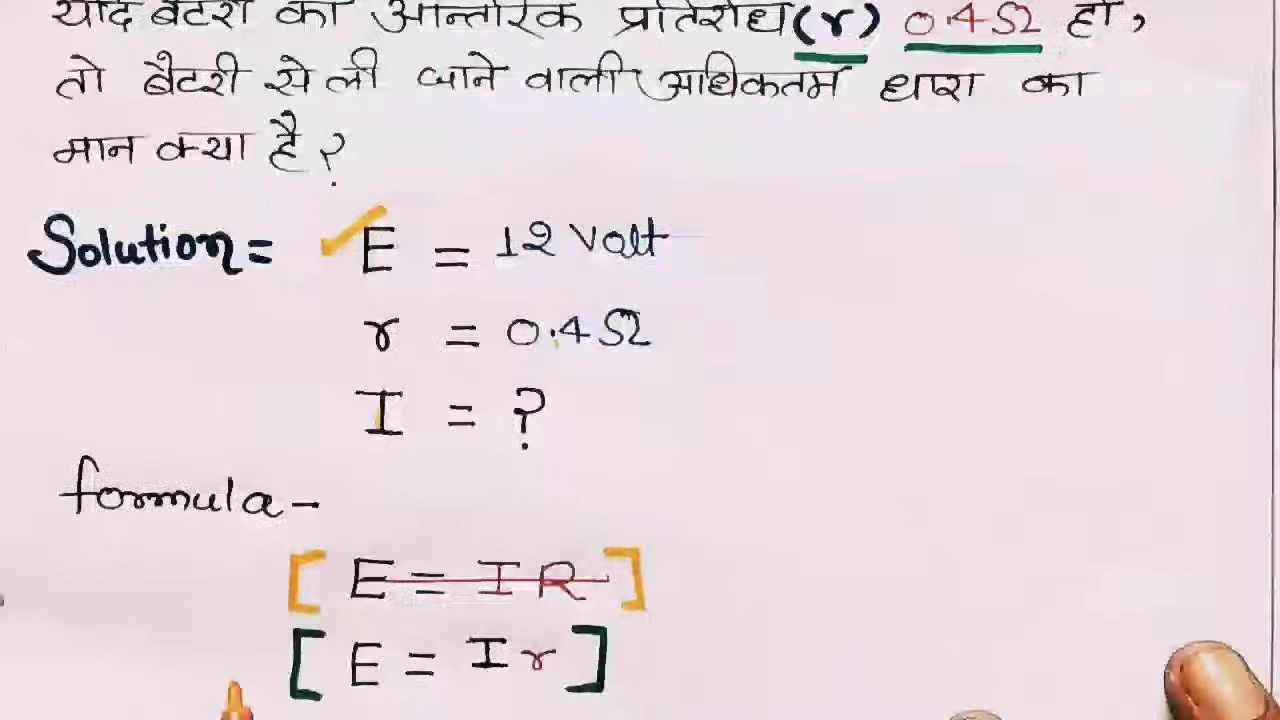 यदि बैटरी का आन्तरिक प्रतिरोध(r) 0.4Ω हो,
तो बैटरी से ली जाने वाली अधिकतम धारा का
मान क्या है?
Solution= E = 12 Volt
r = 0.4Ω
I = ?
formula-
[E = IR]
[E = Ir]